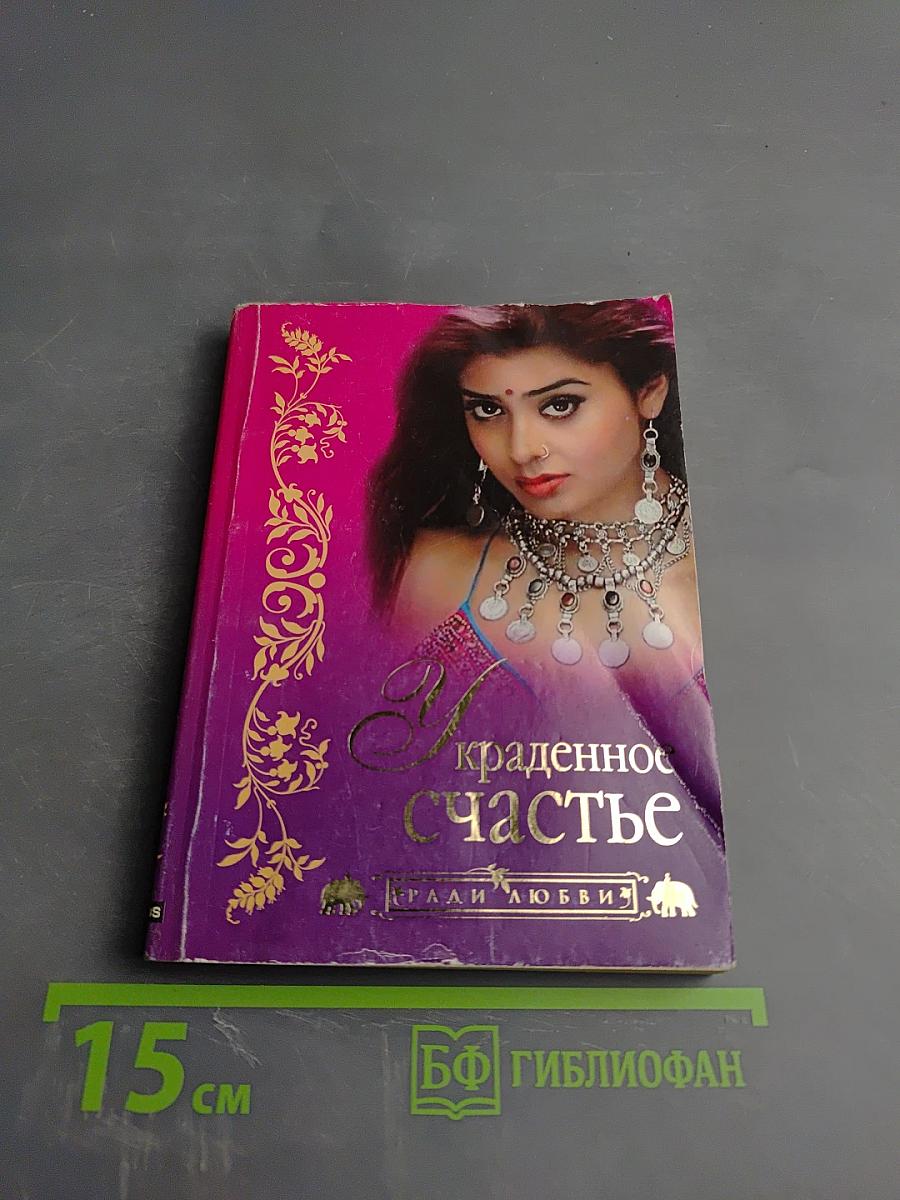 Украденное
счастье
РАДИ ЛЮБВИ
15 см
БФ ГИБЛИОФАН